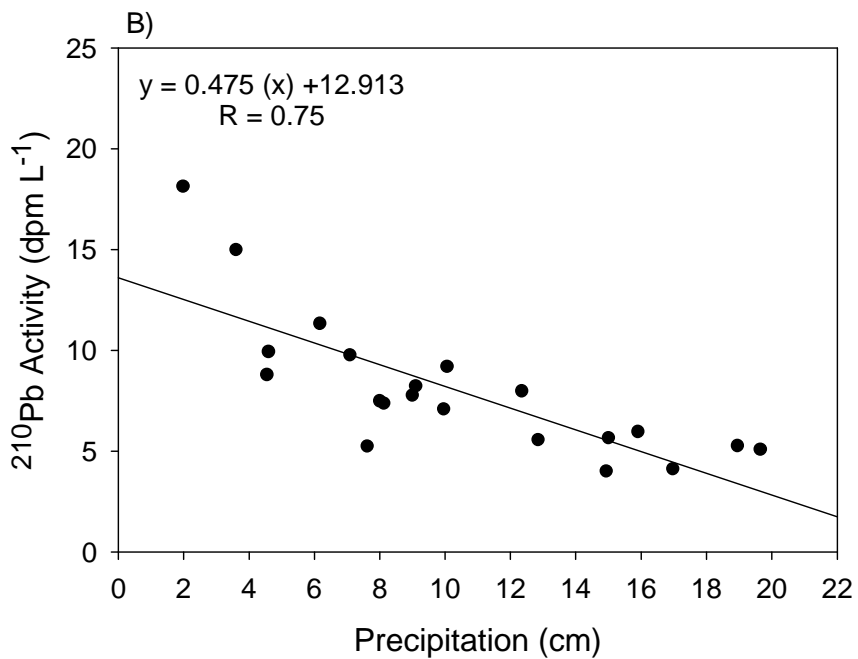 B)
y = 0.475 (x) +12.913
R = 0.75
25
20
15
10
5
0
²¹⁰Pb Activity (dpm L⁻¹)
0 2 4 6 8 10 12 14 16 18 20 22
Precipitation (cm)